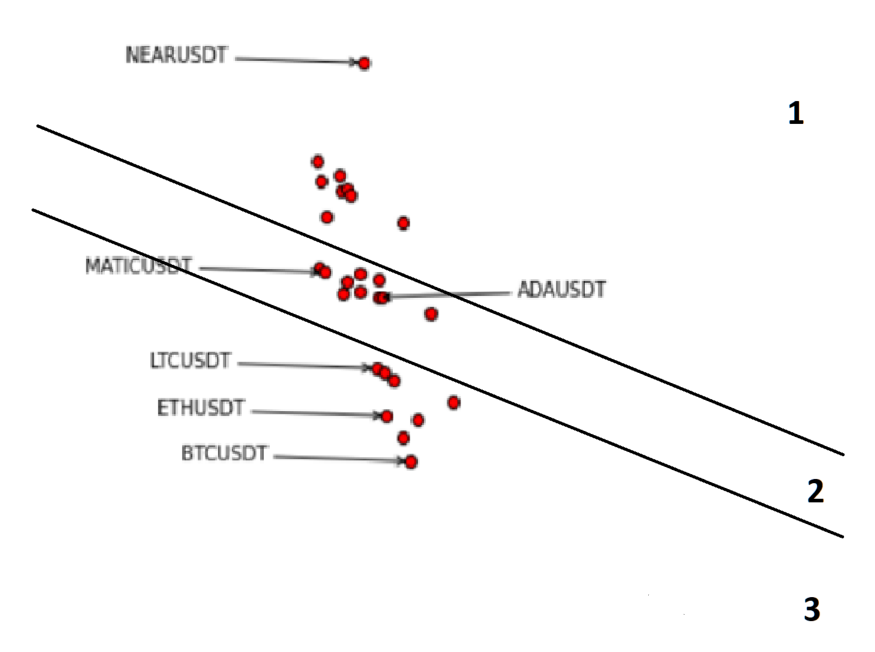 NEARUSDT
1
MATICUSDT
ADAUSDT
LTCUSDT
ETHUSDT
BTCUSDT
2
3